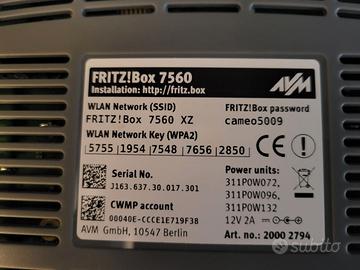 FRITZ!Box 7560
Installation: http://fritz.box
AVM
WLAN Network (SSID)
FRITZ!Box 7560 XZ
FRITZ!Box password
cameo5009
WLAN Network Key (WPA2)
5755 1954 7548 7656 2850
CE
Serial No.
J163.637.30.017.301
CWMP account
00040E-CCCE1E719F38
AVM GmbH, 10547 Berlin
Power units:
311P0W072,
311P0W096,
311P0W132
12V 2A
Art. no.: 2000 2794
subito